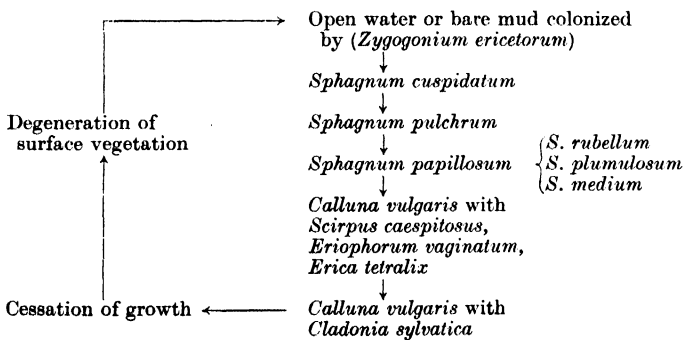 Open water or bare mud colonized
by (Zygogonium ericetorum)
Sphagnum cuspidatum
Degeneration of
surface vegetation
Sphagnum pulchrum
Sphagnum papillosum
S. rubellum
S. plumulosum
S. medium
Calluna vulgaris with
Scirpus caespitosus,
Eriophorum vaginatum,
Erica tetralix
Cessation of growth
Calluna vulgaris with
Cladonia sylvatica